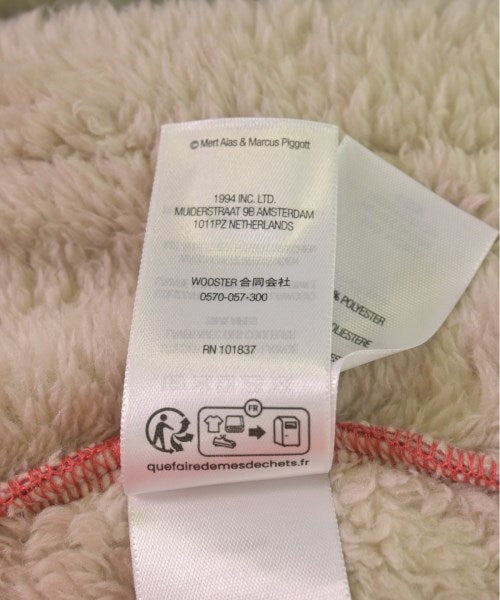 © Mert Alas & Marcus Piggott
1994 INC. LTD.
MUIDERSTRAAT 9B AMSTERDAM
1011PZ NETHERLANDS
WOOSTER 合同会社
0570-057-300
RN 101837
FR
quefairedemesdechets.fr
% POLYESTER